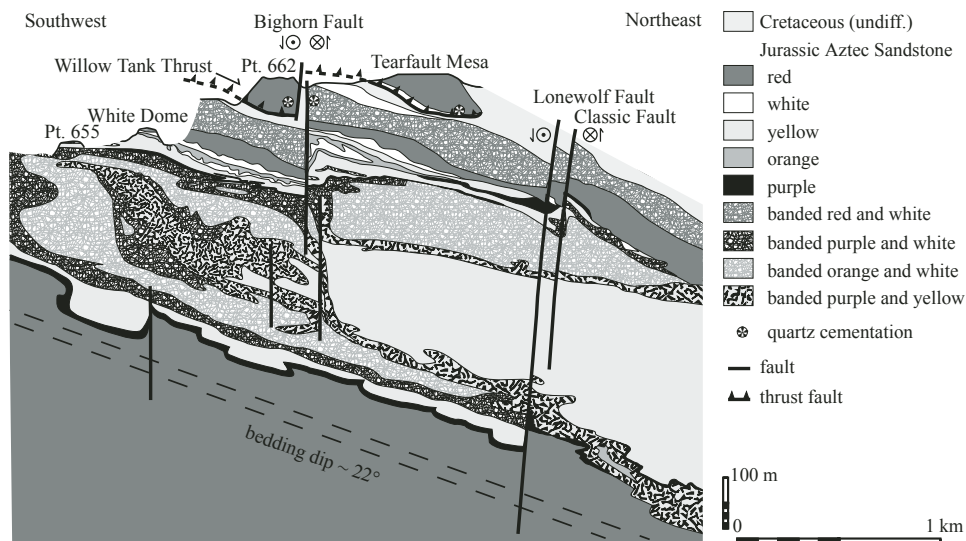 Southwest
Bighorn Fault
Northeast
Willow Tank Thrust
Pt. 662
Tearfault Mesa
Lonewolf Fault
Classic Fault
White Dome
Pt. 655
bedding dip ~ 22°
Cretaceous (undiff.)
Jurassic Aztec Sandstone
red
white
yellow
orange
purple
banded red and white
banded purple and white
banded orange and white
banded purple and yellow
quartz cementation
fault
thrust fault
100 m
0
1 km